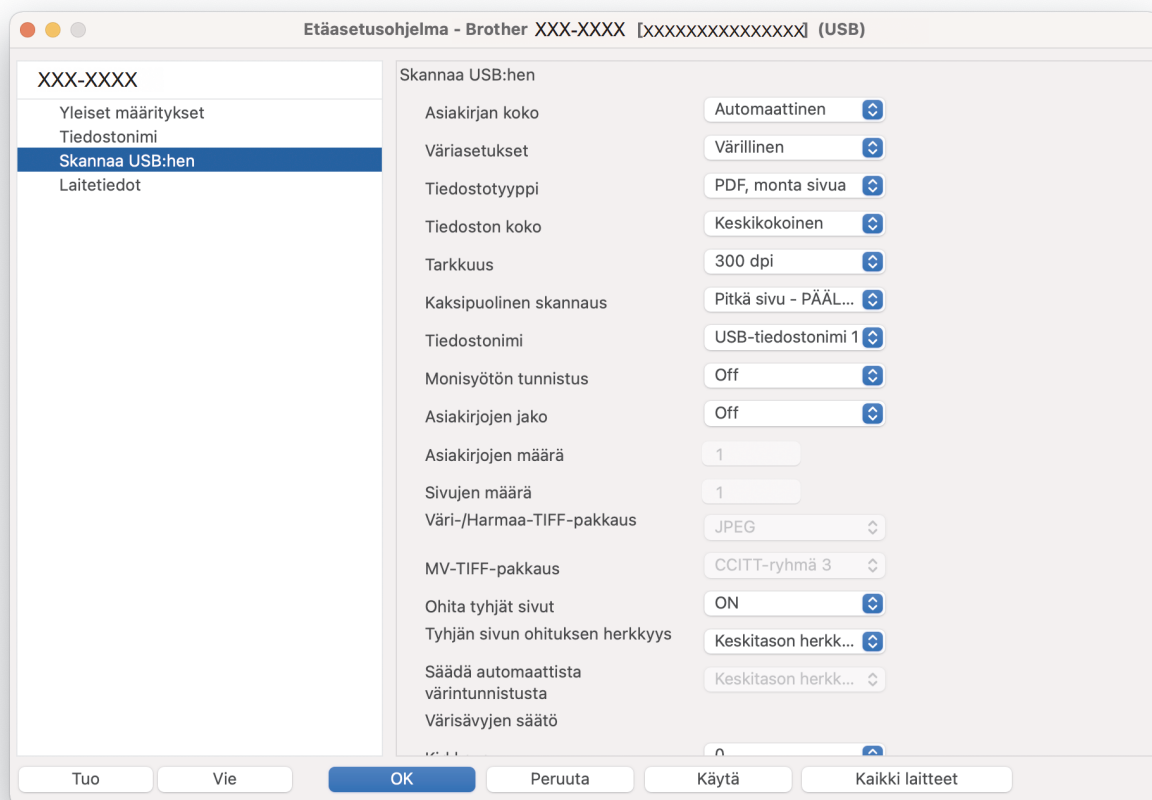 Etäasetusohjelma - Brother XXX-XXXX [XXXXXXXXXXXXXXX] (USB)
XXX-XXXX
Yleiset määritykset
Tiedostonimi
Skannaa USB:hen
Laitetiedot
Skannaa USB:hen
Asiakirjan koko Automaattinen
Väriasetukset Värillinen
Tiedostotyyppi PDF, monta sivua
Tiedoston koko Keskikokoinen
Tarkkuus 300 dpi
Kaksipuolinen skannaus Pitkä sivu - PÄÄL...
Tiedostonimi USB-tiedostonimi 1
Monisyötön tunnistus Off
Asiakirjojen jako Off
Asiakirjojen määrä 1
Sivujen määrä 1
Väri-/Harmaa-TIFF-pakkaus JPEG
MV-TIFF-pakkaus CCITT-ryhmä 3
Ohita tyhjät sivut ON
Tyhjän sivun ohituksen herkkyys Keskitason herkk...
Säädä automaattista
värintunnistusta Keskitason herkk...
Värisävyjen säätö
0
Tuo Vie OK Peruuta Käytä Kaikki laitteet